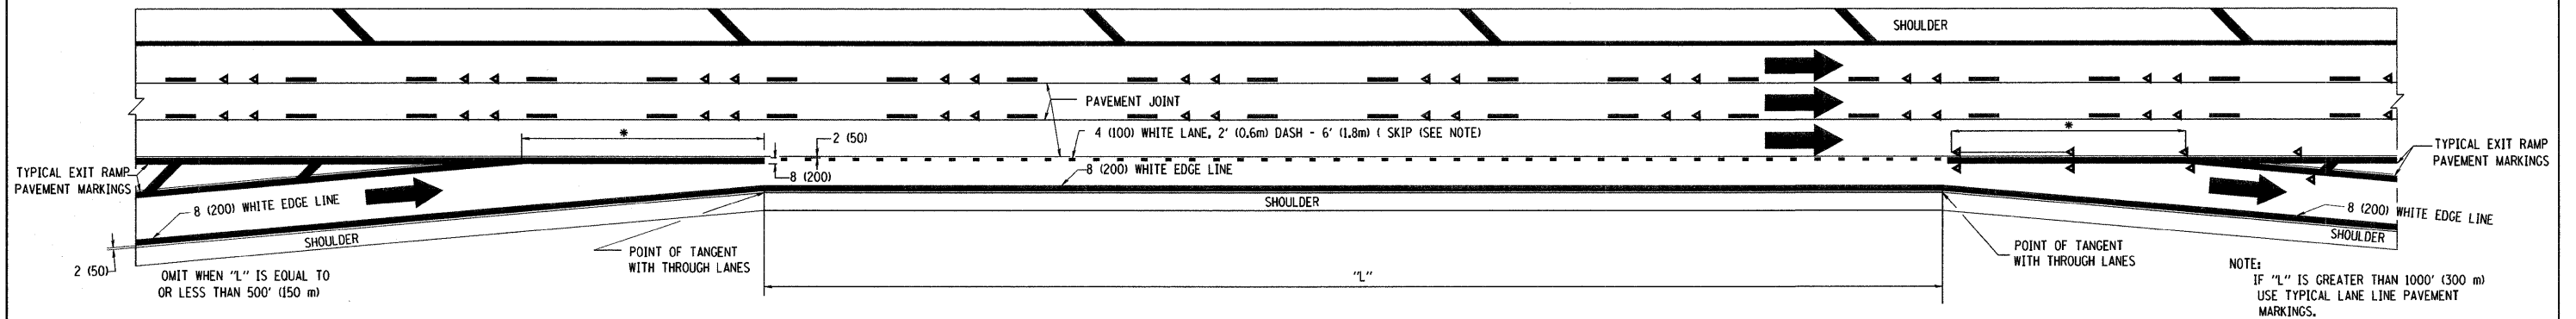 SHOULDER
PAVEMENT JOINT
4 (100) WHITE LANE, 2' (0.6m) DASH - 6' (1.8m) ( SKIP (SEE NOTE)
2 (50)
*
*
TYPICAL EXIT RAMP
PAVEMENT MARKINGS
TYPICAL EXIT RAMP
PAVEMENT MARKINGS
8 (200)
8 (200) WHITE EDGE LINE
8 (200) WHITE EDGE LINE
SHOULDER
8 (200) WHITE EDGE LINE
SHOULDER
SHOULDER
2 (50)
POINT OF TANGENT
WITH THROUGH LANES
POINT OF TANGENT
WITH THROUGH LANES
OMIT WHEN "L" IS EQUAL TO
OR LESS THAN 500' (150 m)
"L"
NOTE:
IF "L" IS GREATER THAN 1000' (300 m)
USE TYPICAL LANE LINE PAVEMENT
MARKINGS.